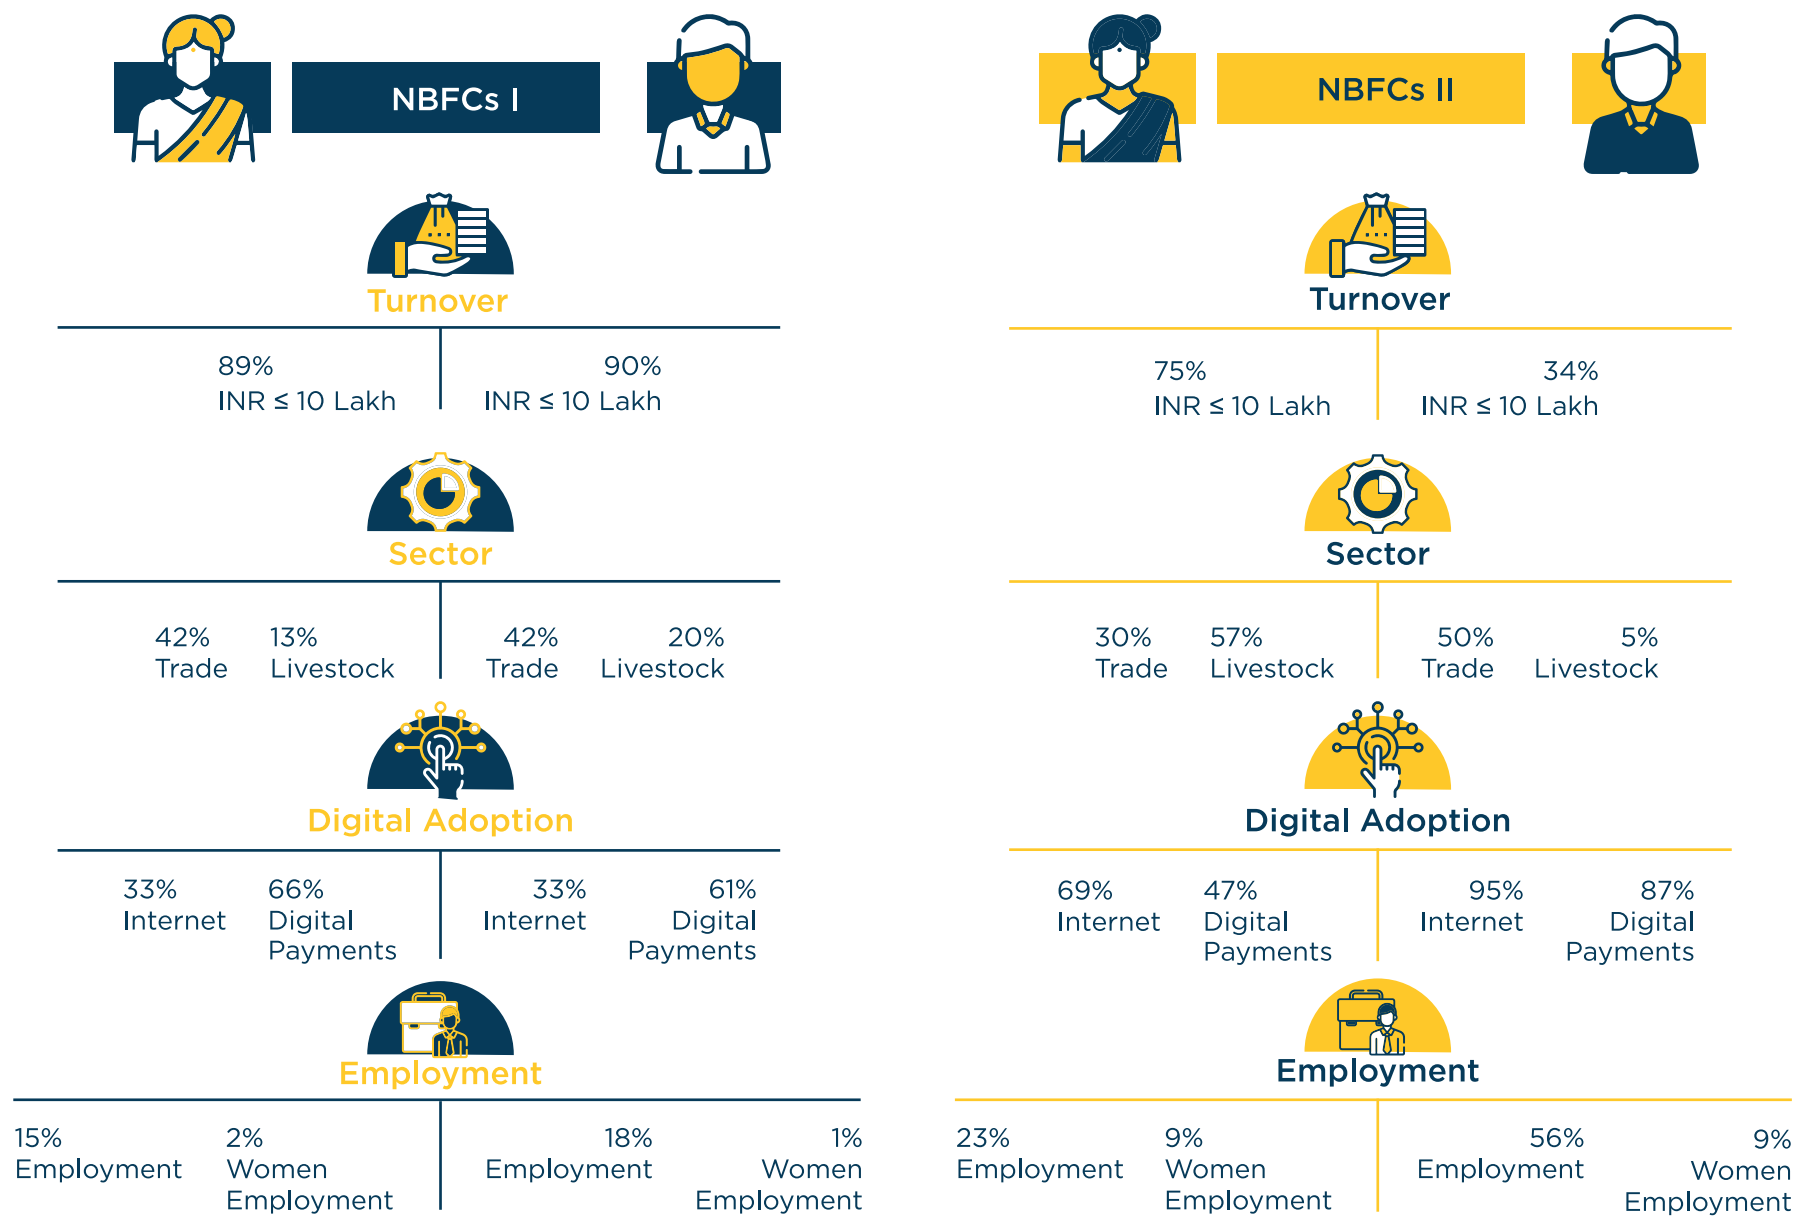 NBFCs I
Turnover
89%
INR ≤ 10 Lakh
90%
INR ≤ 10 Lakh
Sector
42%
Trade
13%
Livestock
42%
Trade
20%
Livestock
Digital Adoption
33%
Internet
66%
Digital
Payments
33%
Internet
61%
Digital
Payments
Employment
15%
Employment
2%
Women
Employment
18%
Employment
1%
Women
Employment
NBFCs II
Turnover
75%
INR ≤ 10 Lakh
34%
INR ≤ 10 Lakh
Sector
30%
Trade
57%
Livestock
50%
Trade
5%
Livestock
Digital Adoption
69%
Internet
47%
Digital
Payments
95%
Internet
87%
Digital
Payments
Employment
23%
Employment
9%
Women
Employment
56%
Employment
9%
Women
Employment